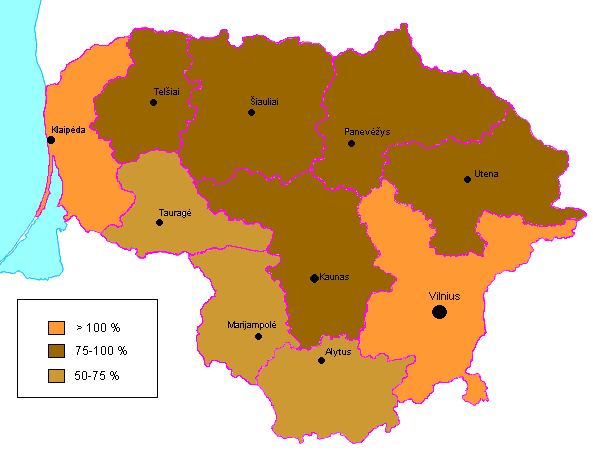 Telšiai
Šiauliai
Klaipėda
Panevėžys
Utena
Tauragė
Kaunas
Vilnius
Marijampolė
Alytus
> 100 %
75-100 %
50-75 %